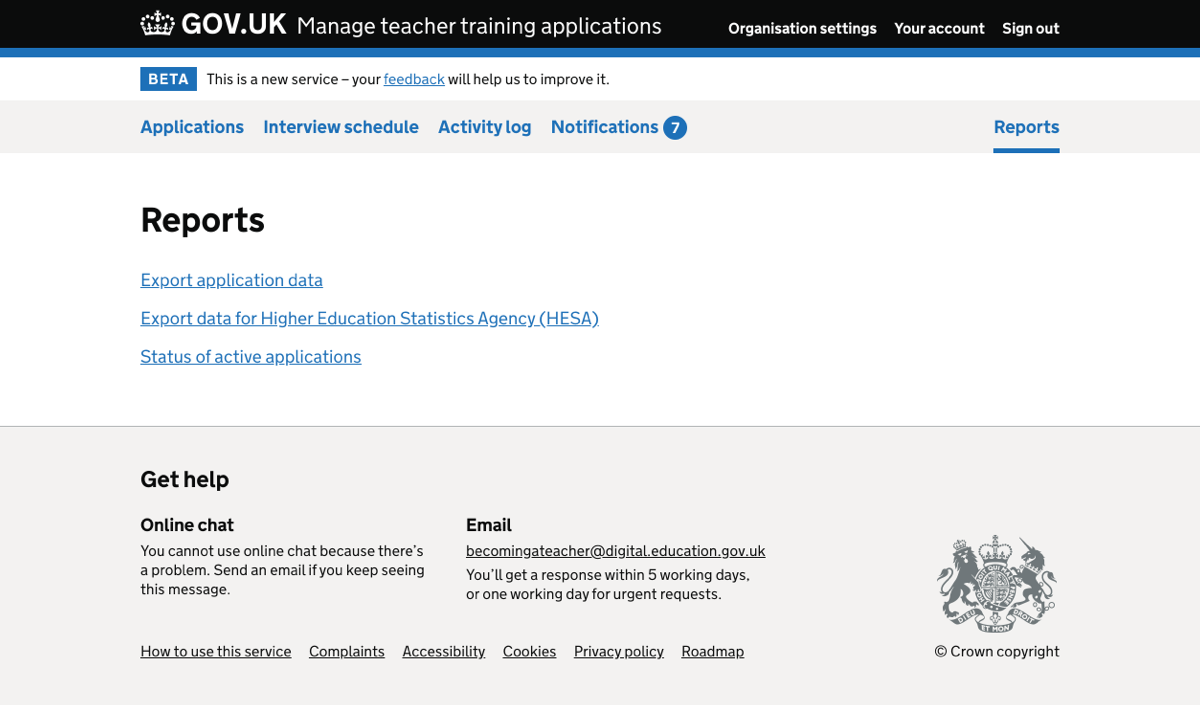 GOV.UK Manage teacher training applications Organisation settings Your account Sign out
BETA This is a new service – your feedback will help us to improve it.
Applications Interview schedule Activity log Notifications 7 Reports
Reports
Export application data
Export data for Higher Education Statistics Agency (HESA)
Status of active applications
Get help
Online chat
You cannot use online chat because there’s
a problem. Send an email if you keep seeing
this message.
Email
becomingateacher@digital.education.gov.uk
You’ll get a response within 5 working days,
or one working day for urgent requests.
DIEU ET MON DROIT
How to use this service Complaints Accessibility Cookies Privacy policy Roadmap © Crown copyright